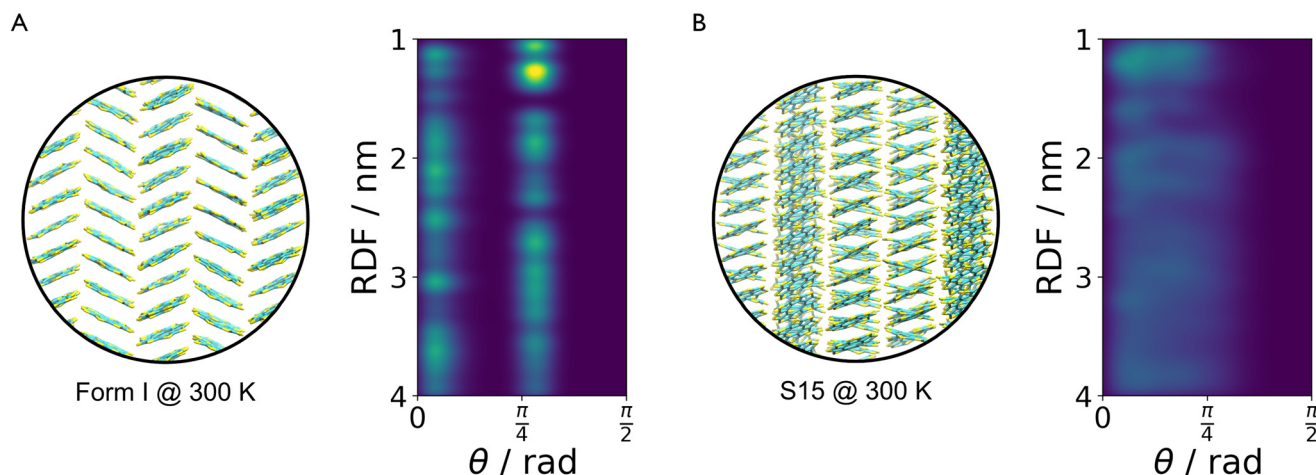 A
Form I @ 300 K
RDF / nm
1
2
3
4
0
π/4
π/2
θ / rad
B
S15 @ 300 K
RDF / nm
1
2
3
4
0
π/4
π/2
θ / rad